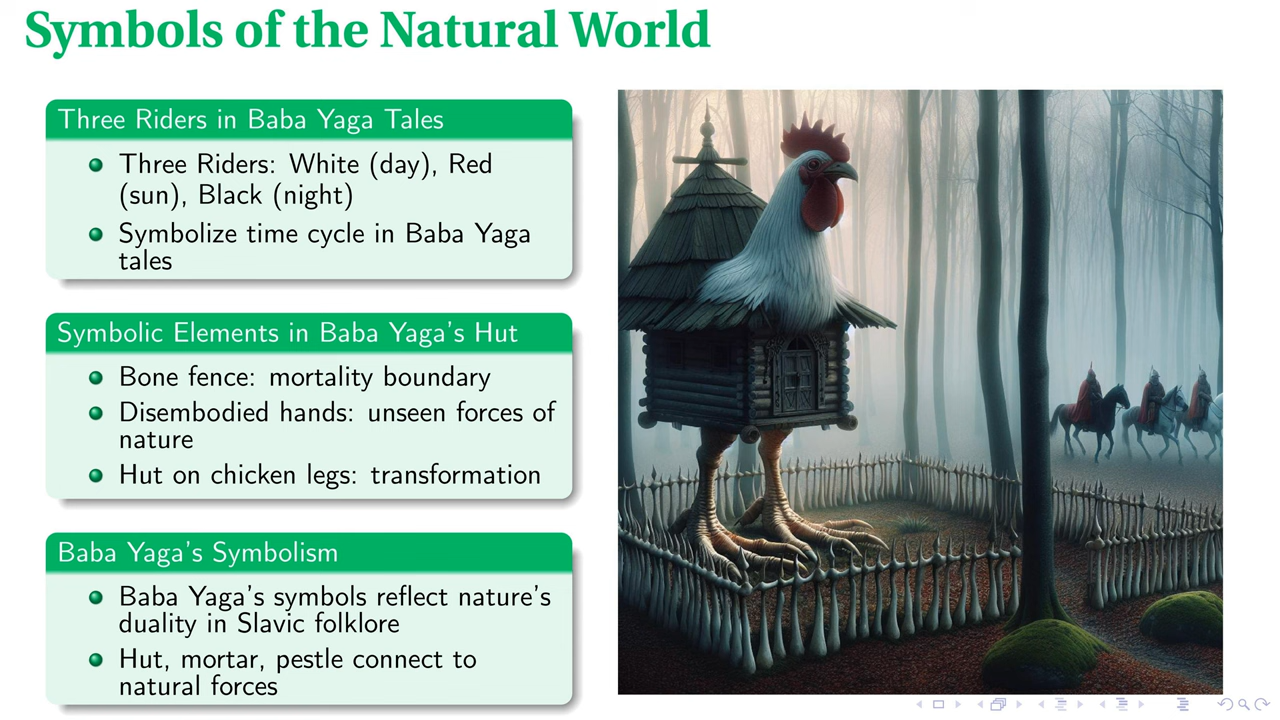 Symbols of the Natural World
Three Riders in Baba Yaga Tales
Three Riders: White (day), Red
(sun), Black (night)
Symbolize time cycle in Baba Yaga
tales
Symbolic Elements in Baba Yaga's Hut
Bone fence: mortality boundary
Disembodied hands: unseen forces of
nature
Hut on chicken legs: transformation
Baba Yaga's Symbolism
Baba Yaga's symbols reflect nature's
duality in Slavic folklore
Hut, mortar, pestle connect to
natural forces